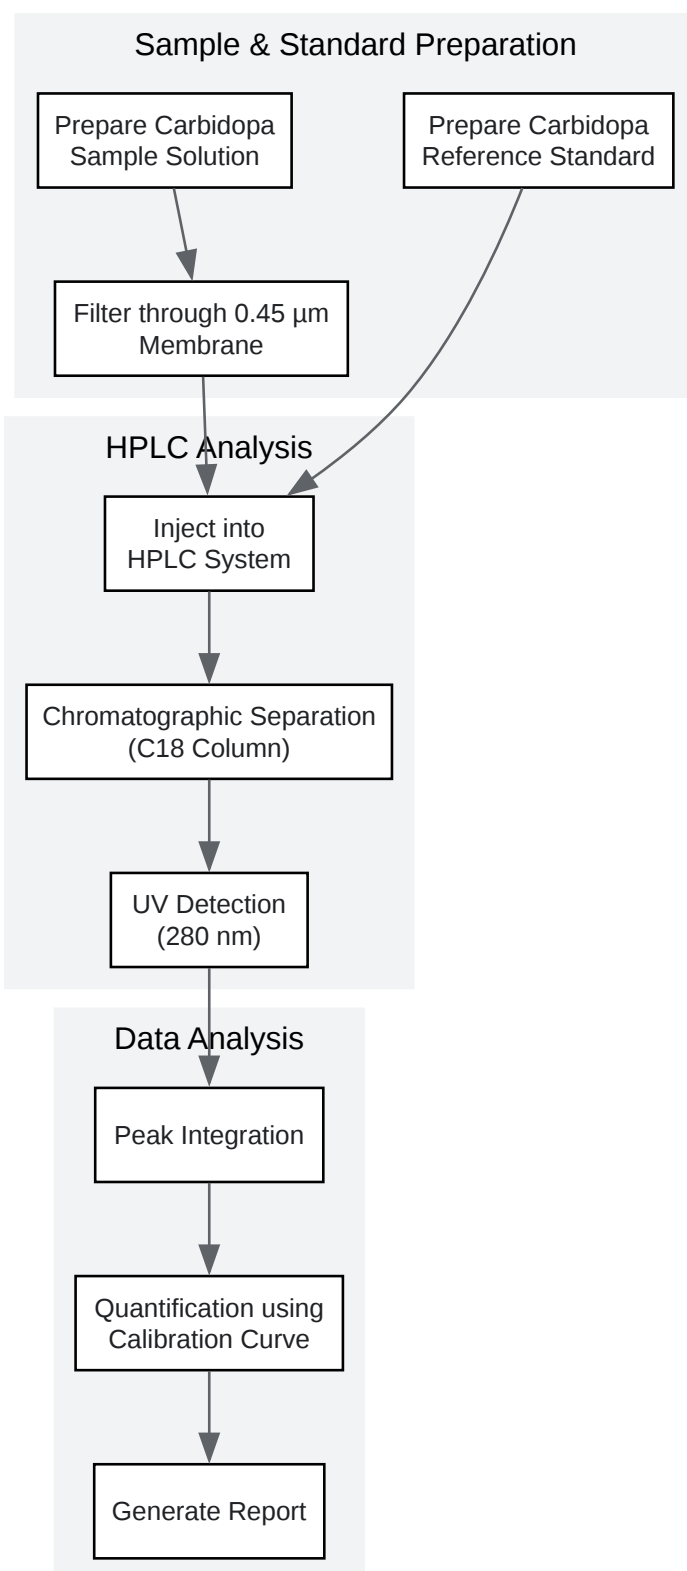 Sample & Standard Preparation
Prepare Carbidopa
Sample Solution
Prepare Carbidopa
Reference Standard
Filter through 0.45 µm
Membrane
HPLC Analysis
Inject into
HPLC System
Chromatographic Separation
(C18 Column)
UV Detection
(280 nm)
Data Analysis
Peak Integration
Quantification using
Calibration Curve
Generate Report